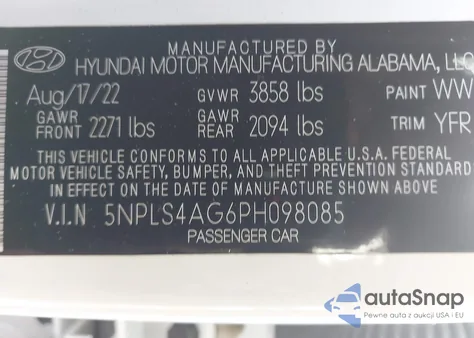 MANUFACTURED BY
HYUNDAI MOTOR MANUFACTURING ALABAMA, LLC
Aug/17/22 GVWR 3858 lbs PAINT WW
GAWR FRONT 2271 lbs GAWR REAR 2094 lbs TRIM YFR
THIS VEHICLE CONFORMS TO ALL APPLICABLE U.S.A. FEDERAL
MOTOR VEHICLE SAFETY, BUMPER, AND THEFT PREVENTION STANDARD
IN EFFECT ON THE DATE OF MANUFACTURE SHOWN ABOVE.
V.I.N 5NPLS4AG6PH098085
PASSENGER CAR
autoSnap
Pewne auta z aukcji USA i EU